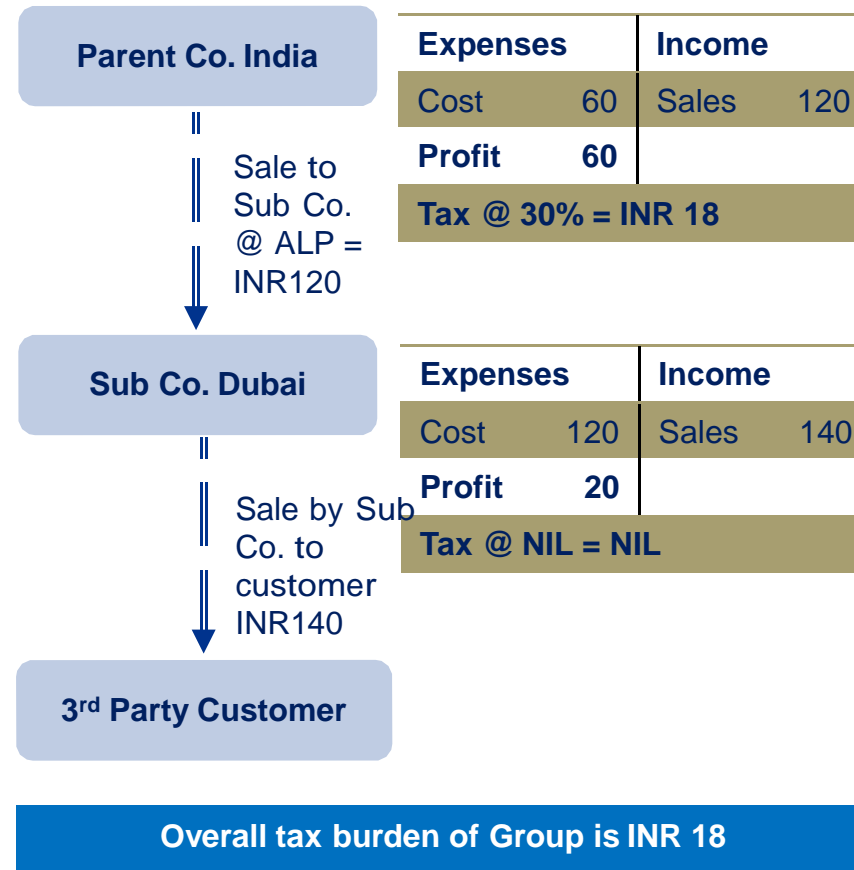 Parent Co. India
Expenses Income
Cost 60 Sales 120
Profit 60
Tax @ 30% = INR 18
Sale to
Sub Co.
@ ALP =
INR120
Sub Co. Dubai
Expenses Income
Cost 120 Sales 140
Profit 20
Tax @ NIL = NIL
Sale by Sub
Co. to
customer
INR140
3rd Party Customer
Overall tax burden of Group is INR 18